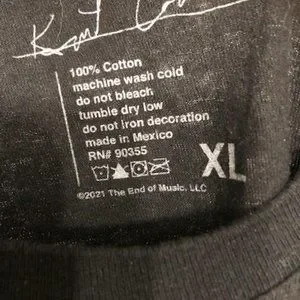 100% Cotton
machine wash cold
do not bleach
tumble dry low
do not iron decoration
made in Mexico
RN# 90355
XL
©2021 The End of Music, LLC